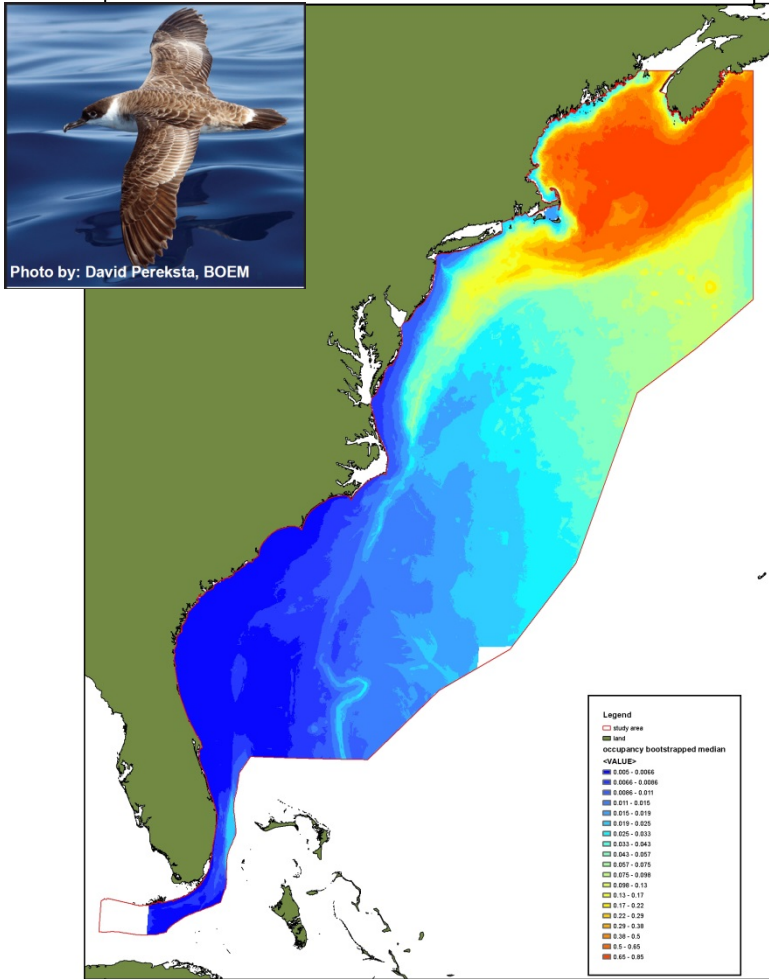 Photo by: David Pereksta, BOEM
Legend
study area
land
occupancy bootstrapped median
<VALUE>
0.005 - 0.0066
0.0066 - 0.0086
0.0086 - 0.011
0.011 - 0.015
0.015 - 0.019
0.019 - 0.025
0.025 - 0.033
0.033 - 0.043
0.043 - 0.057
0.057 - 0.075
0.075 - 0.098
0.098 - 0.13
0.13 - 0.17
0.17 - 0.22
0.22 - 0.29
0.29 - 0.38
0.38 - 0.5
0.5 - 0.65
0.65 - 0.85